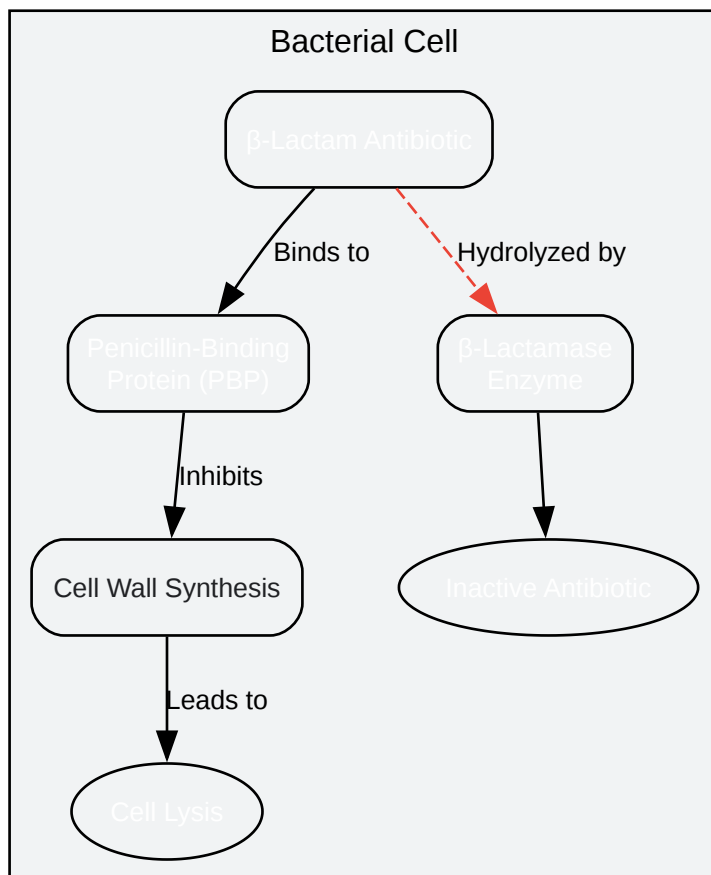 Bacterial Cell
β-Lactam Antibiotic
Binds to
Hydrolyzed by
Penicillin-Binding
Protein (PBP)
β-Lactamase
Enzyme
Inhibits
Cell Wall Synthesis
Inactive Antibiotic
Leads to
Cell Lysis